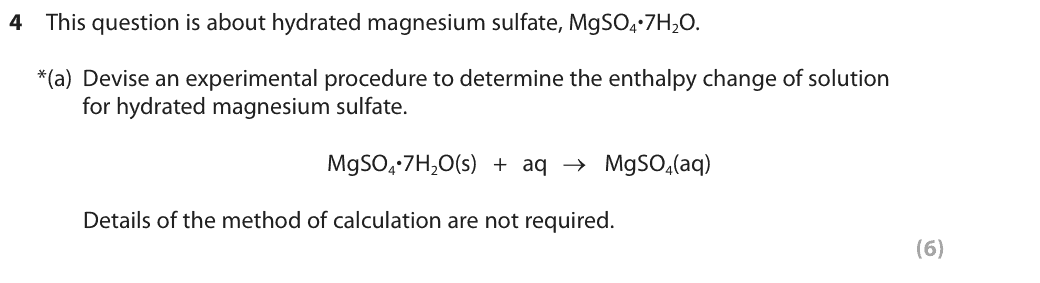 4 This question is about hydrated magnesium sulfate, MgSO₄•7H₂O.
*(a) Devise an experimental procedure to determine the enthalpy change of solution
for hydrated magnesium sulfate.
MgSO₄•7H₂O(s) + aq → MgSO₄(aq)
Details of the method of calculation are not required.
(6)